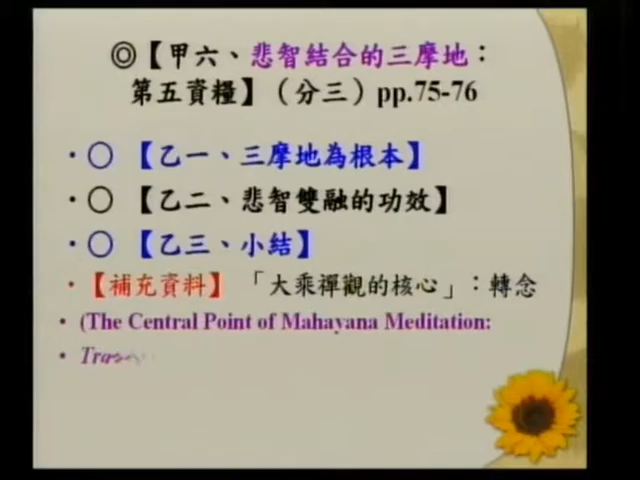 ◎【甲六、悲智結合的三摩地：
第五資糧】（分三）pp.75-76
‧○ 【乙一、三摩地為根本】
‧○ 【乙二、悲智雙融的功效】
‧○ 【乙三、小結】
‧【補充資料】 「大乘禪觀的核心」：轉念
• (The Central Point of Mahayana Meditation: